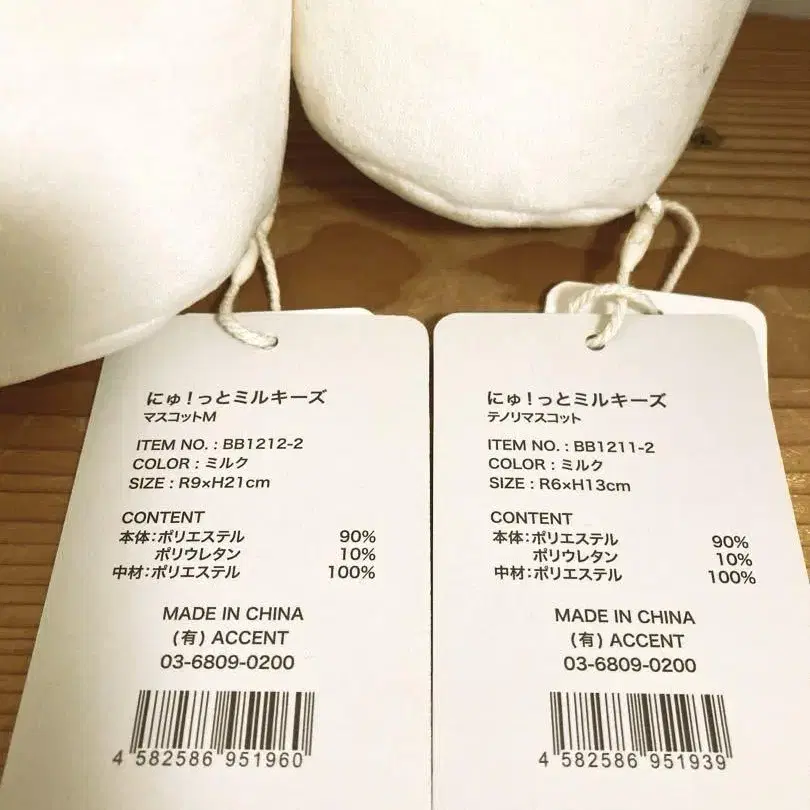 にゅ!っとミルキーズ
マスコットM
ITEM NO. : BB1212-2
COLOR : ミルク
SIZE : R9×H21cm
CONTENT
本体:ポリエステル 90%
ポリウレタン 10%
中材:ポリエステル 100%
MADE IN CHINA
(有) ACCENT
03-6809-0200
4 582586 951960
にゅ!っとミルキーズ
テノリマスコット
ITEM NO. : BB1211-2
COLOR : ミルク
SIZE : R6×H13cm
CONTENT
本体:ポリエステル 90%
ポリウレタン 10%
中材:ポリエステル 100%
MADE IN CHINA
(有) ACCENT
03-6809-0200
4 582586 951939